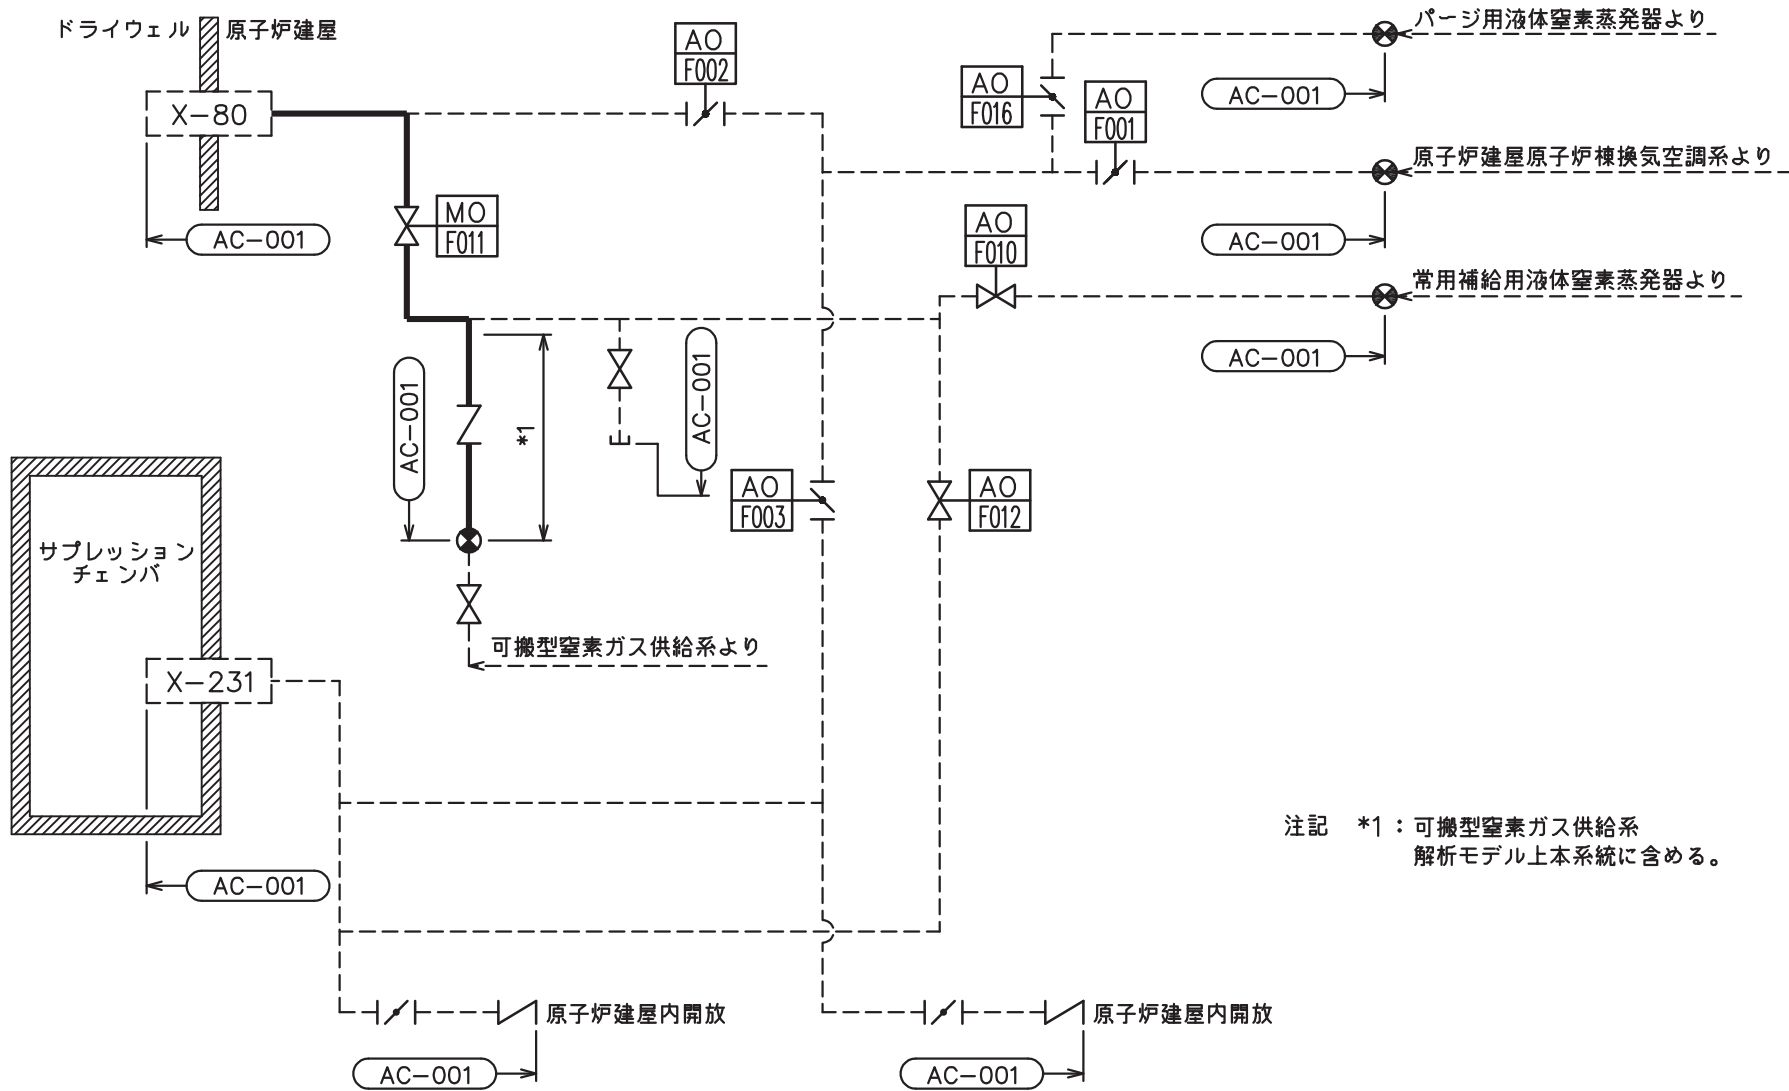 ドライウェル
原子炉建屋
X-80
AC-001
AO
F002
MO
F011
パージ用液体窒素蒸発器より
AC-001
AO
F016
AO
F001
原子炉建屋原子炉棟換気空調系より
AC-001
AO
F010
常用補給用液体窒素蒸発器より
AC-001
AC-001
*1
AC-001
AO
F003
AO
F012
サプレッション
チェンバ
可搬型窒素ガス供給系より
X-231
AC-001
注記 *1：可搬型窒素ガス供給系
解析モデル上本系統に含める。
原子炉建屋内開放
AC-001
原子炉建屋内開放
AC-001